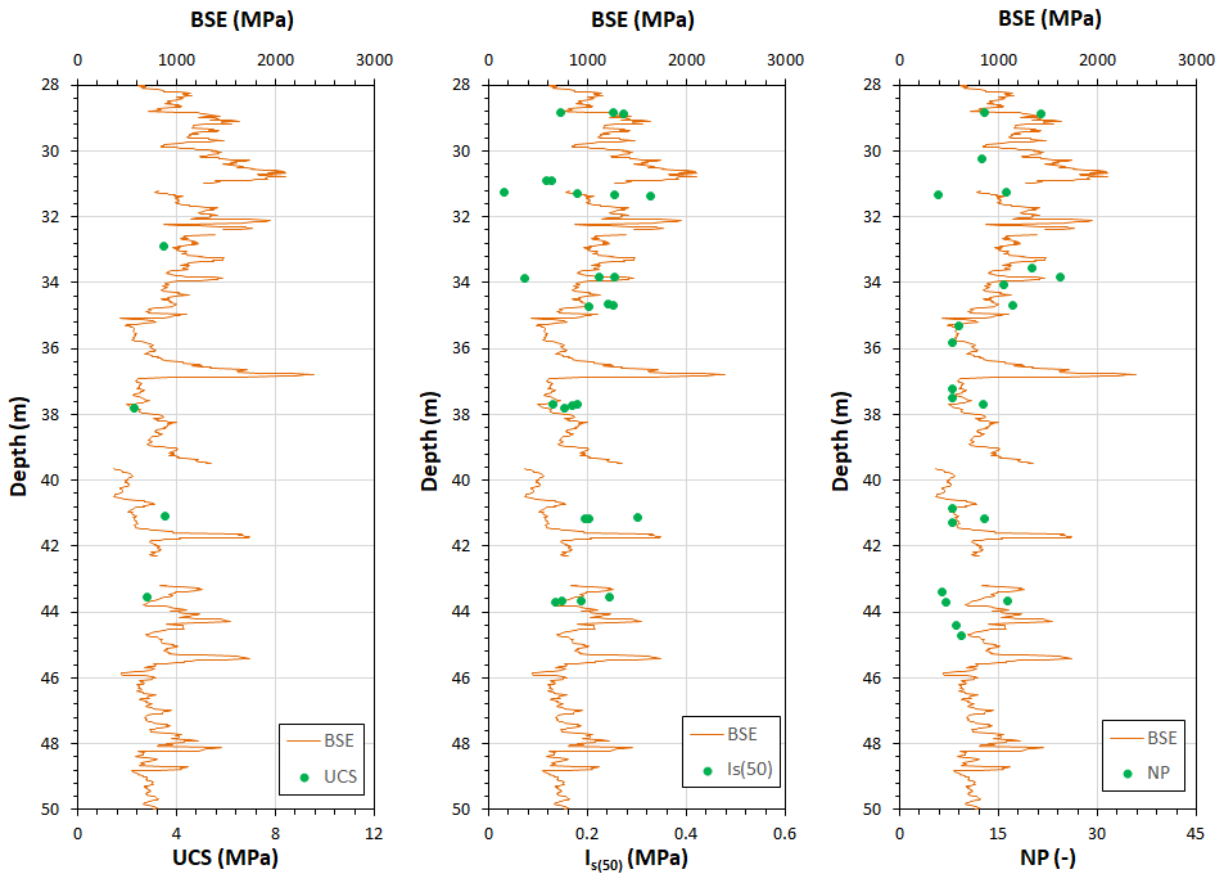 BSE (MPa) BSE (MPa) BSE (MPa)
0 1000 2000 3000 0 1000 2000 3000 0 1000 2000 3000
28 28 28
30 30 30
32 32 32
34 34 34
36 36 36
38 38 38
40 40 40
42 42 42
44 44 44
46 46 46
48 48 48
50 50 50
Depth (m) Depth (m) Depth (m)
BSE BSE BSE
UCS Is(50) NP
0 4 8 12 0 0.2 0.4 0.6 0 15 30 45
UCS (MPa) Is(50) (MPa) NP (-)